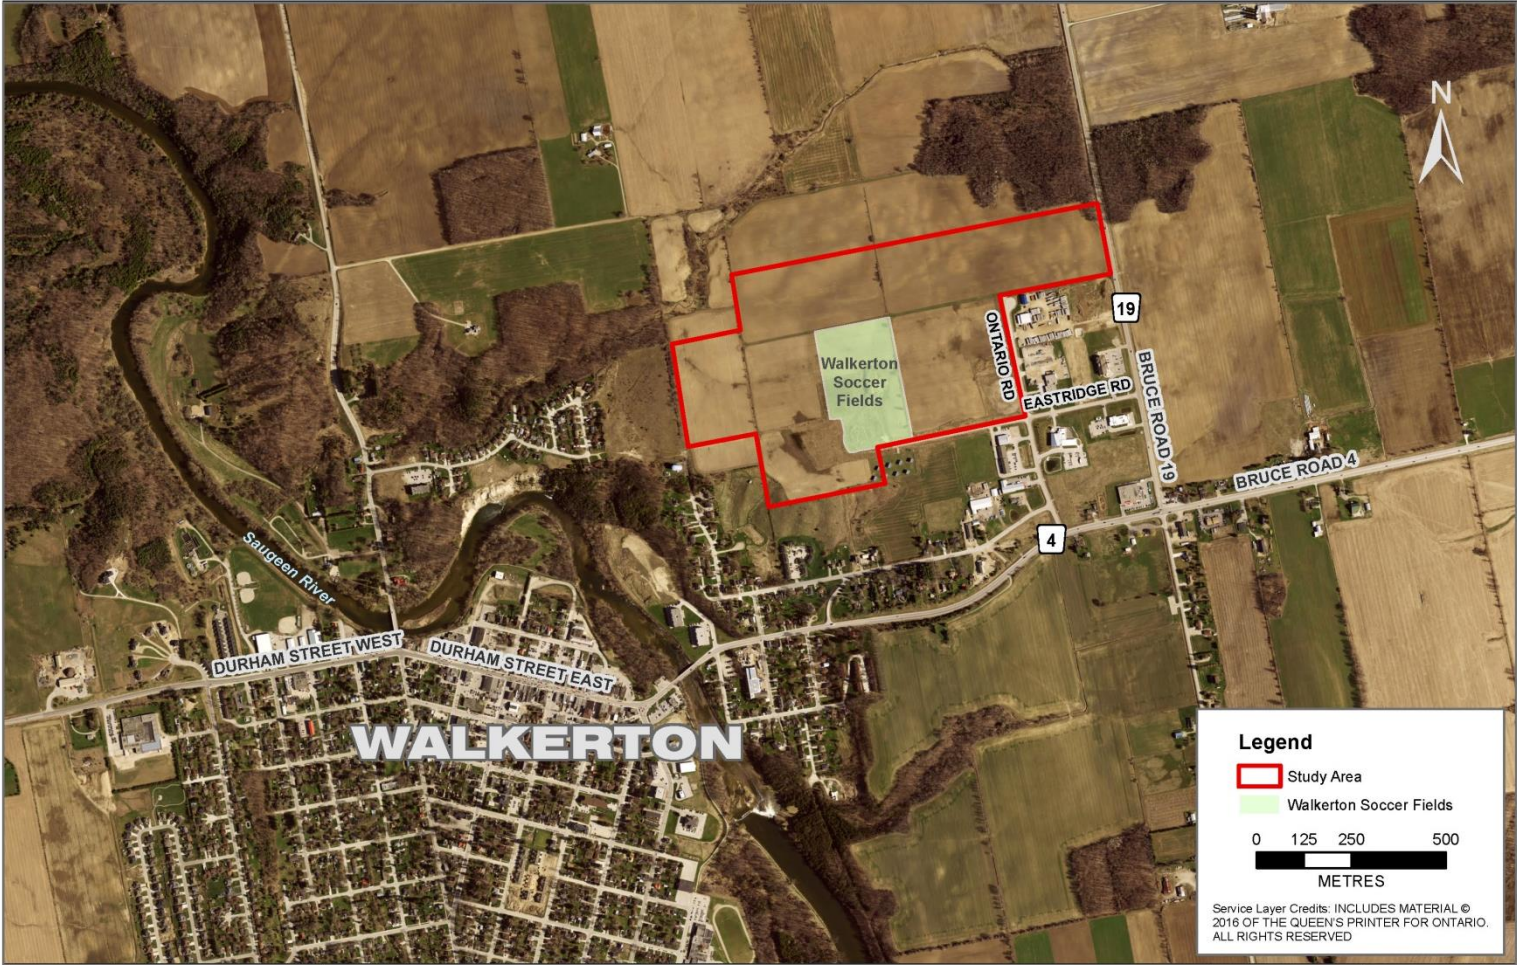 N
19
ONTARIO RD
Walkerton
Soccer
Fields
EASTRIDGE RD
BRUCE ROAD 19
BRUCE ROAD 4
4
Saugeen River
DURHAM STREET WEST
DURHAM STREET EAST
WALKERTON
Legend
Study Area
Walkerton Soccer Fields
0 125 250 500
METRES
Service Layer Credits: INCLUDES MATERIAL ©
2016 OF THE QUEEN'S PRINTER FOR ONTARIO.
ALL RIGHTS RESERVED